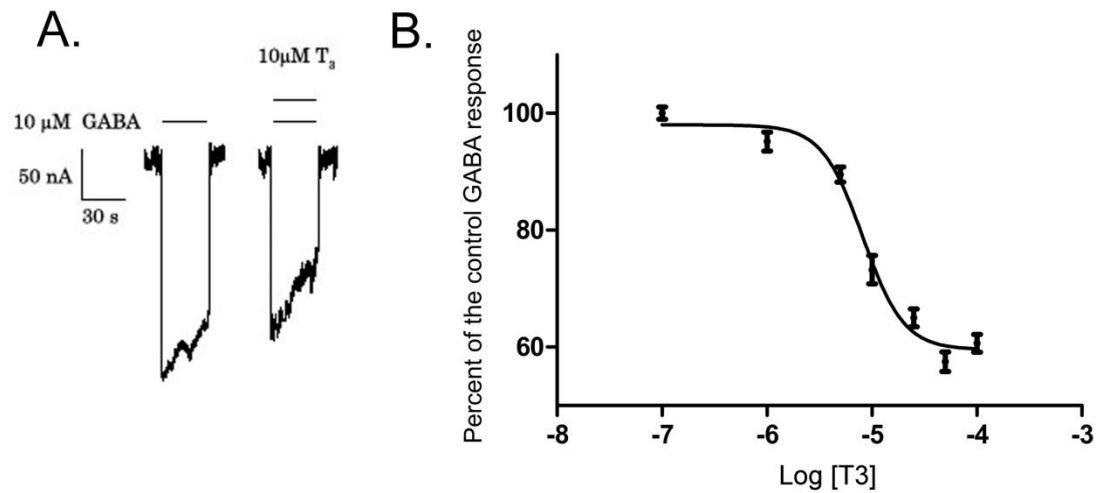 A.
10µM T₃
10 µM GABA
50 nA
30 s
B.
Percent of the control GABA response
100
80
60
-8
-7
-6
-5
-4
-3
Log [T3]